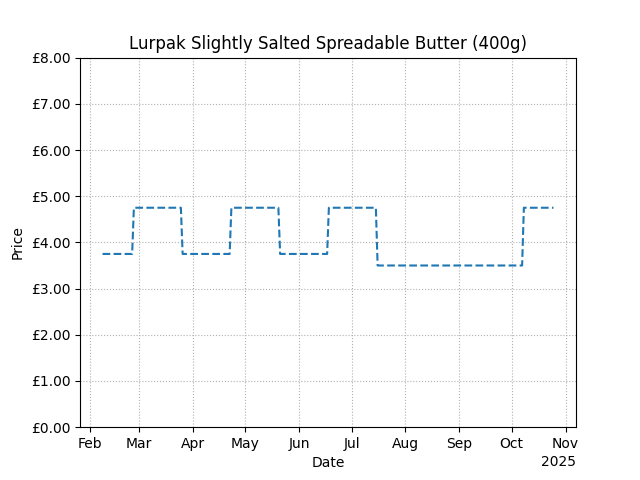 Lurpak Slightly Salted Spreadable Butter (400g)
£8.00
£7.00
£6.00
£5.00
£4.00
£3.00
£2.00
£1.00
£0.00
Price
Feb Mar Apr May Jun Jul Aug Sep Oct Nov
2025
Date